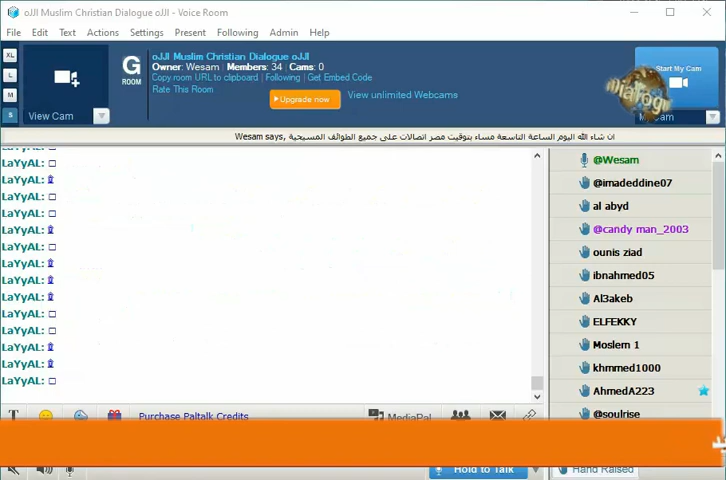 oJJI Muslim Christian Dialogue oJJI - Voice Room
File Edit Text Actions Settings Present Following Admin Help
XL
L
M
S
View Cam
G
ROOM
oJJI Muslim Christian Dialogue oJJI
Owner: Wesam | Members: 34 | Cams: 0
Copy room URL to clipboard | Following | Get Embed Code
Rate This Room
Upgrade now
View unlimited Webcams
Start My Cam
Dialogu
Wesam says, ان شاء الله اليوم الساعة التاسعة مساء بتوقيت مصر اتصالات على جميع الطوائف المسيحية
LaYyAL:
LaYyAL:
LaYyAL: ۩
LaYyAL:
LaYyAL:
LaYyAL: ۩
LaYyAL:
LaYyAL: ۩
LaYyAL: ۩
LaYyAL: ۩
LaYyAL:
LaYyAL:
LaYyAL: ۩
LaYyAL: ۩
LaYyAL:
@Wesam
@imadeddine07
al abyd
@candy man_2003
ounis ziad
ibnahmed05
Al3akeb
ELFEKKY
Moslem 1
khmmed1000
AhmedA223
@soulrise
T
Purchase Paltalk Credits
MediaPal
Hold to Talk
Hand Raised